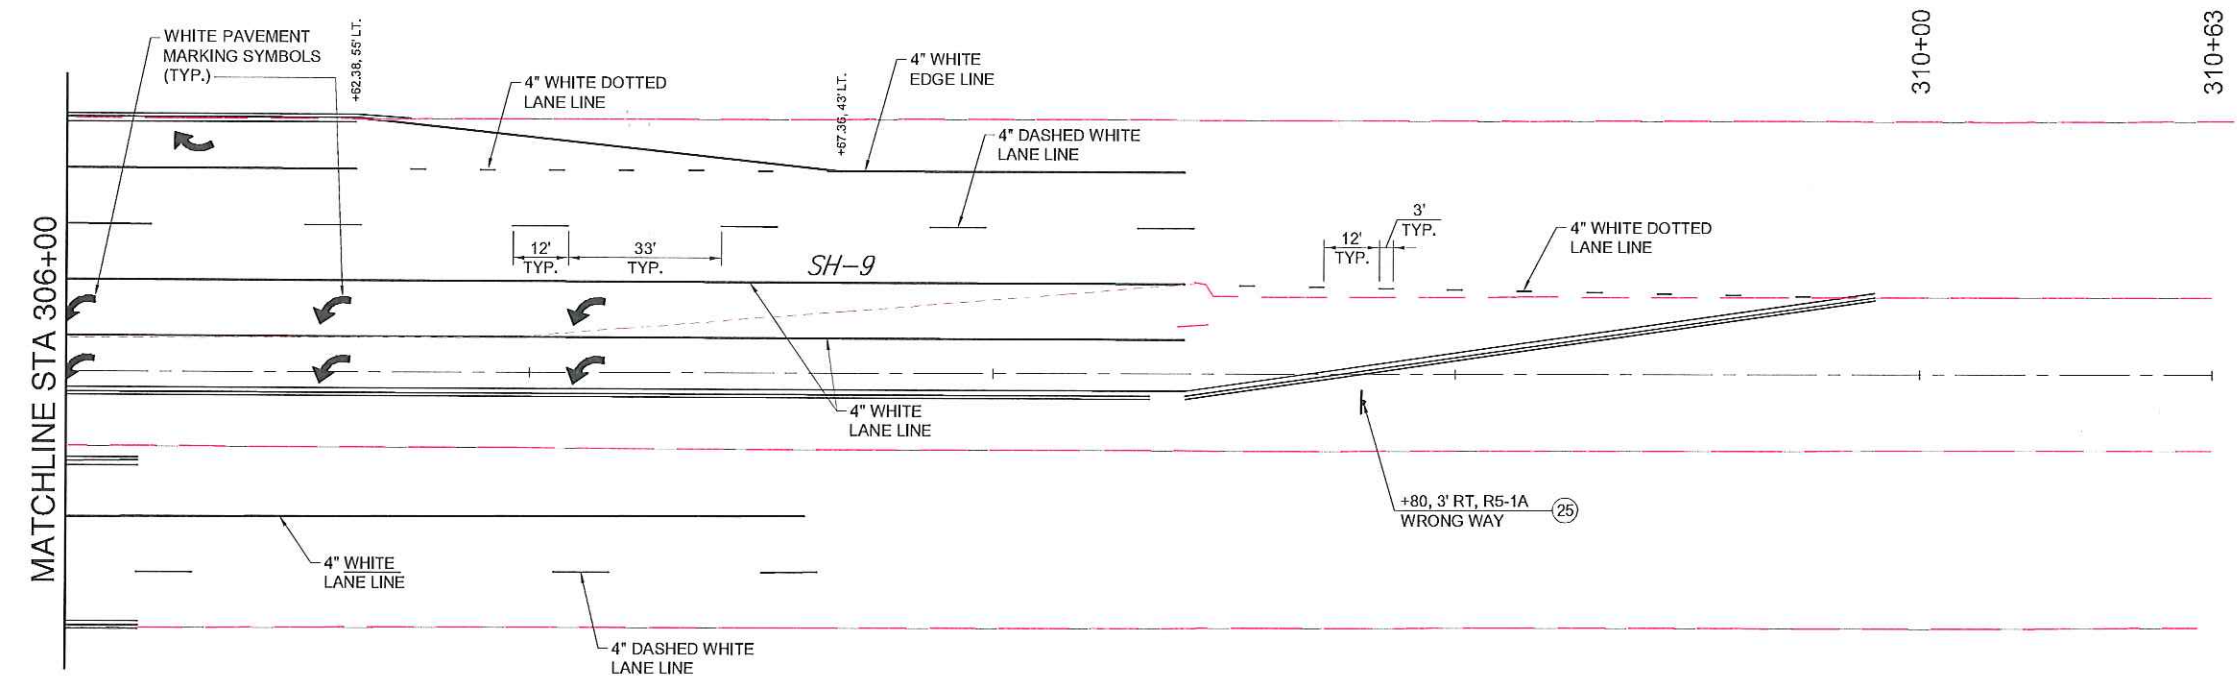 WHITE PAVEMENT
MARKING SYMBOLS
(TYP.)
+62.38, 55' LT.
4" WHITE DOTTED
LANE LINE
+67.36, 43' LT.
4" WHITE
EDGE LINE
4" DASHED WHITE
LANE LINE
310+00
310+63
MATCHLINE STA 306+00
12'
TYP.
33'
TYP.
SH-9
12'
TYP.
3'
TYP.
4" WHITE DOTTED
LANE LINE
4" WHITE
LANE LINE
+80, 3' RT, R5-1A
WRONG WAY
25
4" WHITE
LANE LINE
4" DASHED WHITE
LANE LINE